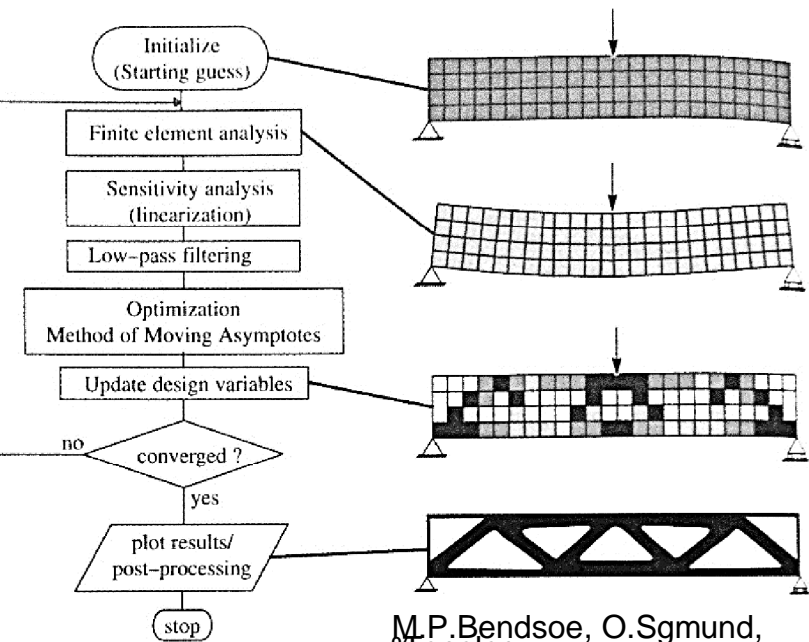 Initialize
(Starting guess)
Finite element analysis
Sensitivity analysis
(linearization)
Low-pass filtering
Optimization
Method of Moving Asymptotes
Update design variables
no
converged ?
yes
plot results/
post-processing
stop
M.P.Bendsoe, O.Sgmund,